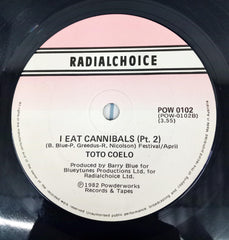 RADIALCHOICE
POW 0102
(POW-0102B)
(3.55)
I EAT CANNIBALS (Pt. 2)
(B. Blue-P. Greedus-R. Nicolson) Festival/April
TOTO COELO
Produced by Barry Blue for
Blueytunes Productions Ltd, for
Radialchoice Ltd.
℗ 1982 Powderworks
Records & Tapes